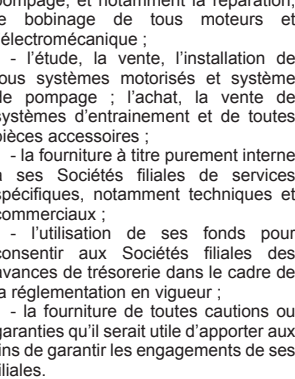 pompage, et notamment la réparation,
le bobinage de tous moteurs et
électromécanique ;
- l'étude, la vente, l'installation de
tous systèmes motorisés et système
de pompage ; l'achat, la vente de
systèmes d'entrainement et de toutes
pièces accessoires ;
- la fourniture à titre purement interne
à ses Sociétés filiales de services
spécifiques, notamment techniques et
commerciaux ;
- l'utilisation de ses fonds pour
consentir aux Sociétés filiales des
avances de trésorerie dans le cadre de
la réglementation en vigueur ;
- la fourniture de toutes cautions ou
garanties qu'il serait utile d'apporter aux
fins de garantir les engagements de ses
filiales.